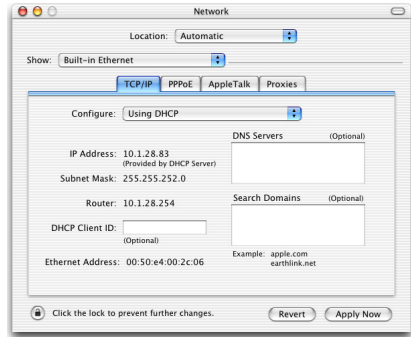 Network
Location: Automatic
Show: Built-in Ethernet
TCP/IP PPPoE AppleTalk Proxies
Configure: Using DHCP
DNS Servers (Optional)
IP Address: 10.1.28.83
(Provided by DHCP Server)
Subnet Mask: 255.255.252.0
Router: 10.1.28.254
Search Domains (Optional)
DHCP Client ID:
(Optional)
Example: apple.com
earthlink.net
Ethernet Address: 00:50:e4:00:2c:06
Click the lock to prevent further changes.
Revert Apply Now